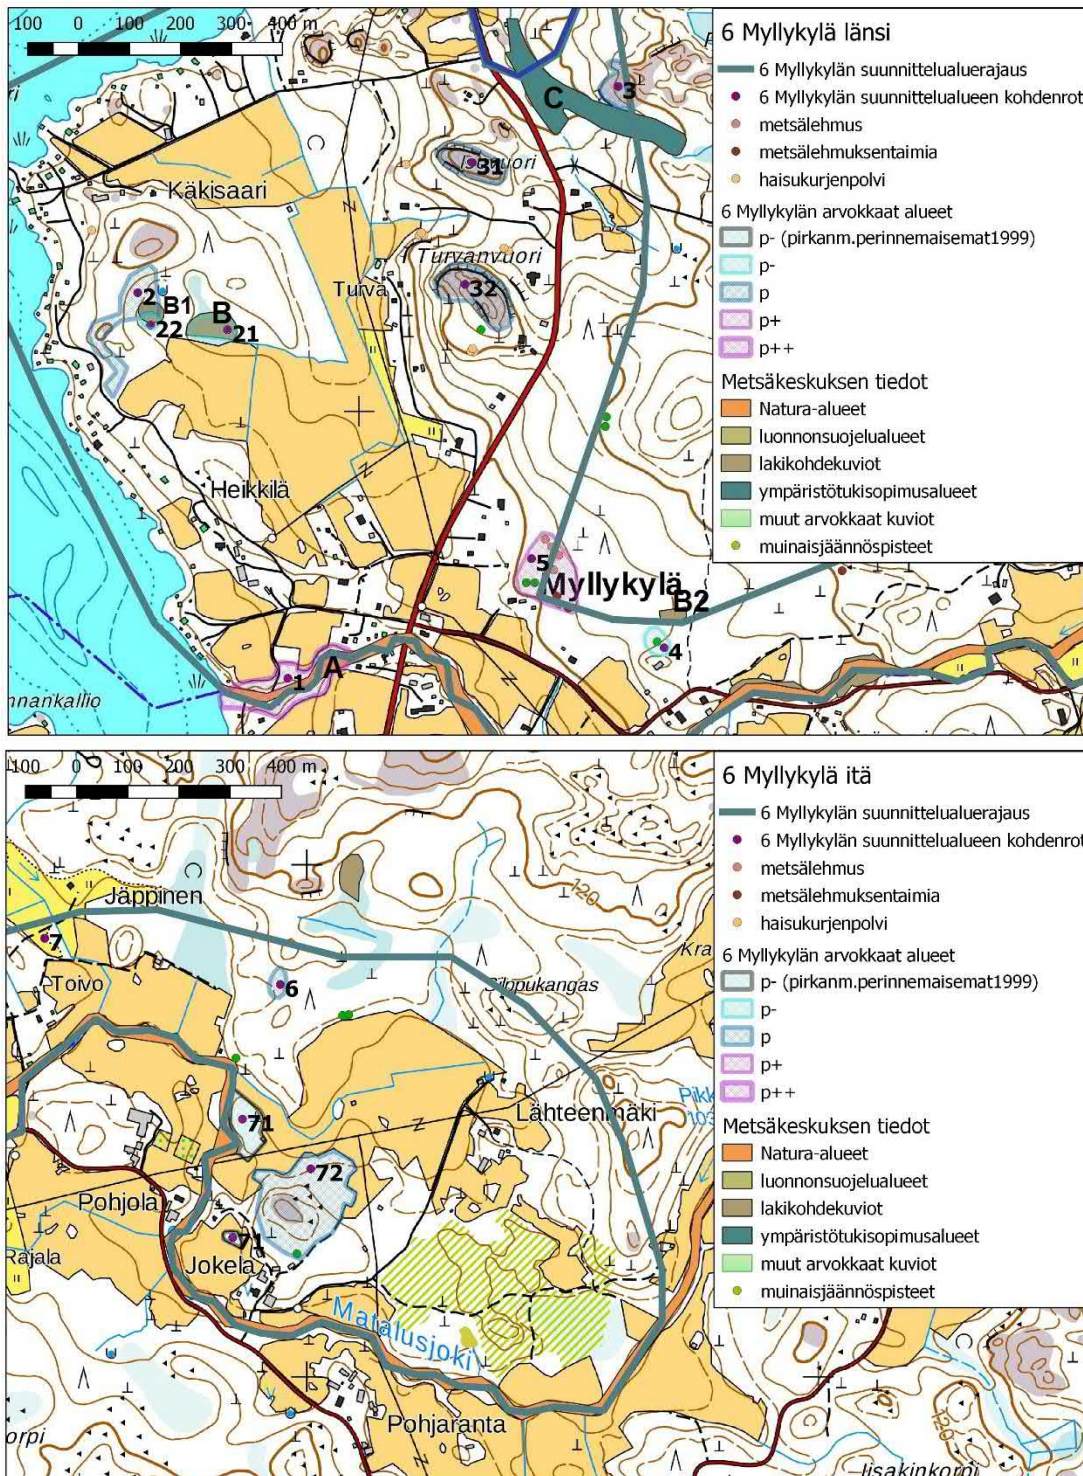 100 0 100 200 300 400 m
6 Myllykylä länsi
6 Myllykylän suunnittelualuerajaus
6 Myllykylän suunnittelualueen kohdenrot
metsälehmus
metsälehmuksentaimia
haisukurjenpolvi
6 Myllykylän arvokkaat alueet
p- (pirkanm.perinnemaisemat1999)
p-
p
p+
p++
Metsäkeskuksen tiedot
Natura-alueet
luonnonsuojelualueet
lakikohdekuviot
ympäristötukisopimusalueet
muut arvokkaat kuviot
muinaisjäännöspisteet
C
3
31
Käkisaari
Turvanvuori
2
B1
22
B
21
Turva
32
Heikkilä
5
Myllykylä
B2
4
1
A
nnankallio
100 0 100 200 300 400 m
6 Myllykylä itä
6 Myllykylän suunnittelualuerajaus
6 Myllykylän suunnittelualueen kohdenrot
metsälehmus
metsälehmuksentaimia
haisukurjenpolvi
6 Myllykylän arvokkaat alueet
p- (pirkanm.perinnemaisemat1999)
p-
p
p+
p++
Metsäkeskuksen tiedot
Natura-alueet
luonnonsuojelualueet
lakikohdekuviot
ympäristötukisopimusalueet
muut arvokkaat kuviot
muinaisjäännöspisteet
Jäppinen
120
7
Toivo
6
Kra
71
Lähteenmäki
Pikk
103
72
Pohjola
71
Rajala
Jokela
Matalusjoki
Pohjaranta
orpi
120
Iisakinkorpi